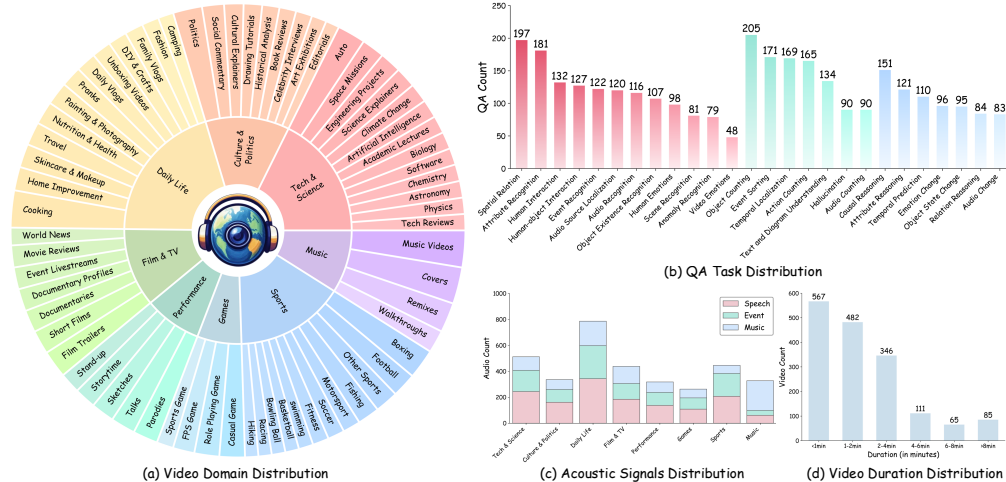 Daily Life
Culture &
Politics
Tech &
Science
Music
Sports
Games
Performance
Film & TV
Cooking
Home Improvement
Skincare & Makeup
Travel
Nutrition & Health
Painting & Photography
Pranks
Daily Vlogs
Unboxing Videos
DIY & Crafts
Family Vlogs
Fashion
Camping
Politics
Social Commentary
Cultural Explainers
Drawing Tutorials
Historical Analysis
Book Reviews
Celebrity Interviews
Art Exhibitions
Editorials
Auto
Space Missions
Engineering Projects
Science Explainers
Climate Change
Artificial Intelligence
Academic Lectures
Biology
Software
Chemistry
Astronomy
Physics
Tech Reviews
Music Videos
Covers
Remixes
Walkthroughs
Boxing
Football
Other Sports
Fishing
Motorsport
Soccer
Fitness
swimming
Basketball
Bowling Ball
Racing
Hiking
Casual Game
Role Playing Game
FPS Game
Sports Game
Parodies
Talks
Sketches
Storytime
Stand-up
Film Trailers
Short Films
Documentaries
Documentary Profiles
Event Livestreams
Movie Reviews
World News
(a) Video Domain Distribution
QA Count
250
200
150
100
50
0
197
181
132
127
122
120
116
107
98
81
79
48
205
171
169
165
134
90
90
151
121
110
96
95
84
83
Spatial Relation
Attribute Recognition
Human Interaction
Human-object Interaction
Event Recognition
Audio Source Localization
Audio Recognition
Object Existence Recognition
Human Emotions
Scene Recognition
Anomaly Recognition
Video Emotions
Object Counting
Event Sorting
Temporal Localization
Action Counting
Text and Diagram Understanding
Hallucination
Audio Counting
Causal Reasoning
Attribute Reasoning
Temporal Prediction
Emotion Change
Object State Change
Relation Reasoning
Audio Change
(b) QA Task Distribution
Audio Count
1000
800
600
400
200
0
Speech
Event
Music
Tech & Science
Culture & Politics
Daily Life
Film & TV
Performance
Games
Sports
Music
(c) Acoustic Signals Distribution
Video Count
600
500
400
300
200
100
0
567
482
346
111
65
85
<1min
1-2min
2-4min
4-6min
6-8min
>8min
Duration (in minutes)
(d) Video Duration Distribution